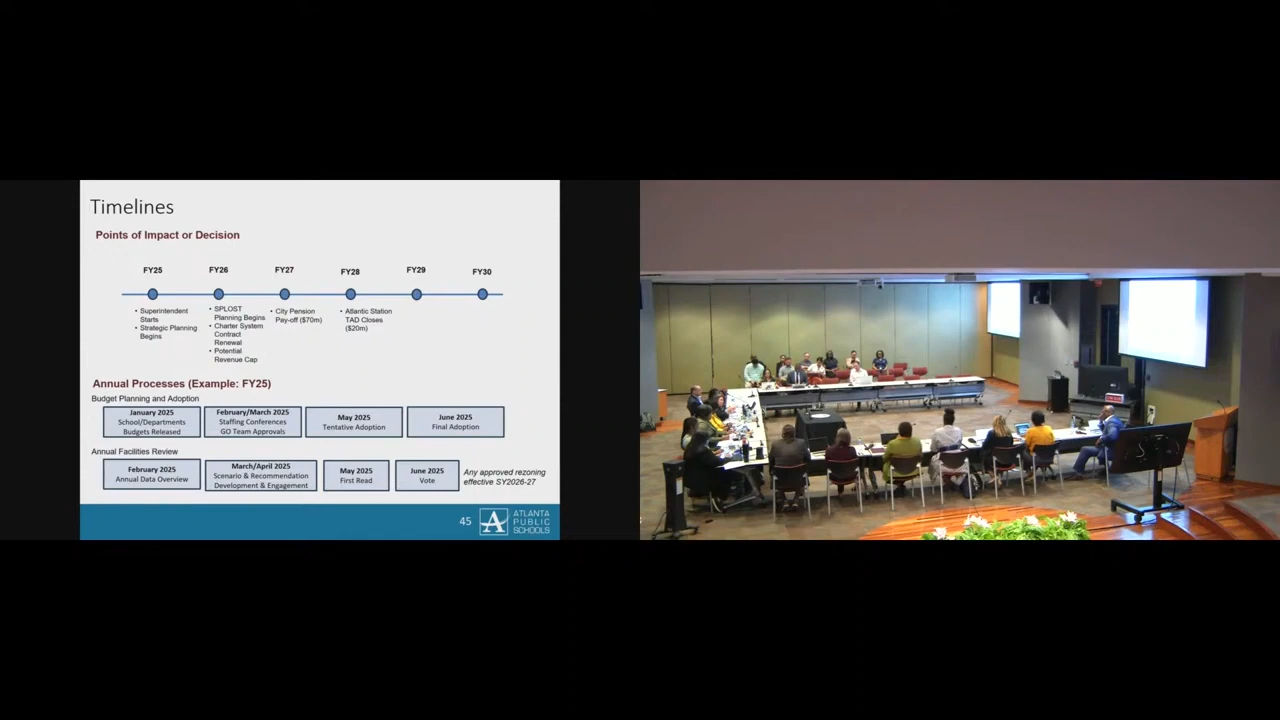 Timelines
Points of Impact or Decision
FY25 FY26 FY27 FY28 FY29 FY30
• Superintendent
Starts
• Strategic Planning
Begins
• SPLOST
Planning Begins
• Charter System
Contract
Renewal
• Potential
Revenue Cap
• City Pension
Pay-off ($70m)
• Atlantic Station
TAD Closes
($20m)
Annual Processes (Example: FY25)
Budget Planning and Adoption
January 2025
School/Departments
Budgets Released
February/March 2025
Staffing Conferences
GO Team Approvals
May 2025
Tentative Adoption
June 2025
Final Adoption
Annual Facilities Review
February 2025
Annual Data Overview
March/April 2025
Scenario & Recommendation
Development & Engagement
May 2025
First Read
June 2025
Vote
Any approved rezoning
effective SY2026-27
45
A
ATLANTA
PUBLIC
SCHOOLS